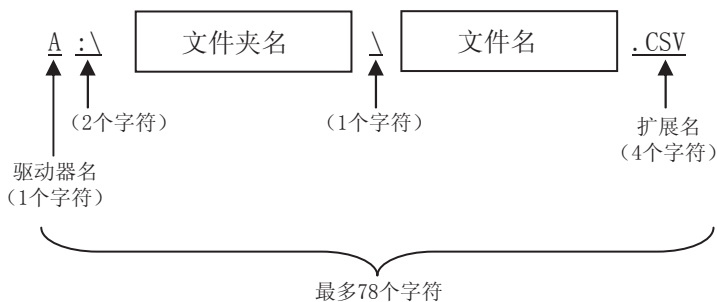 A :\ 文件夹名 \ 文件名 .CSV
(2个字符) (1个字符) 扩展名
(4个字符)
驱动器名
(1个字符)
最多78个字符